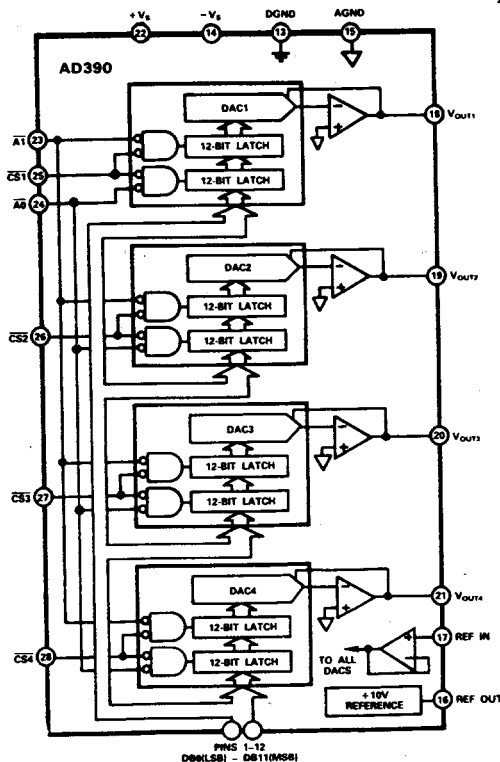 +VS
-VS
DGND
AGND
22
14
13
15
AD390
DAC1
A1
23
12-BIT LATCH
18
VOUT1
CS1
25
12-BIT LATCH
A0
24
DAC2
19
VOUT2
12-BIT LATCH
CS2
26
12-BIT LATCH
DAC3
20
VOUT3
12-BIT LATCH
CS3
27
12-BIT LATCH
DAC4
21
VOUT4
12-BIT LATCH
17
REF IN
CS4
28
12-BIT LATCH
TO ALL
DACS
+10V
REFERENCE
16
REF OUT
PINS 1-12
DB0(LSB) - DB11(MSB)